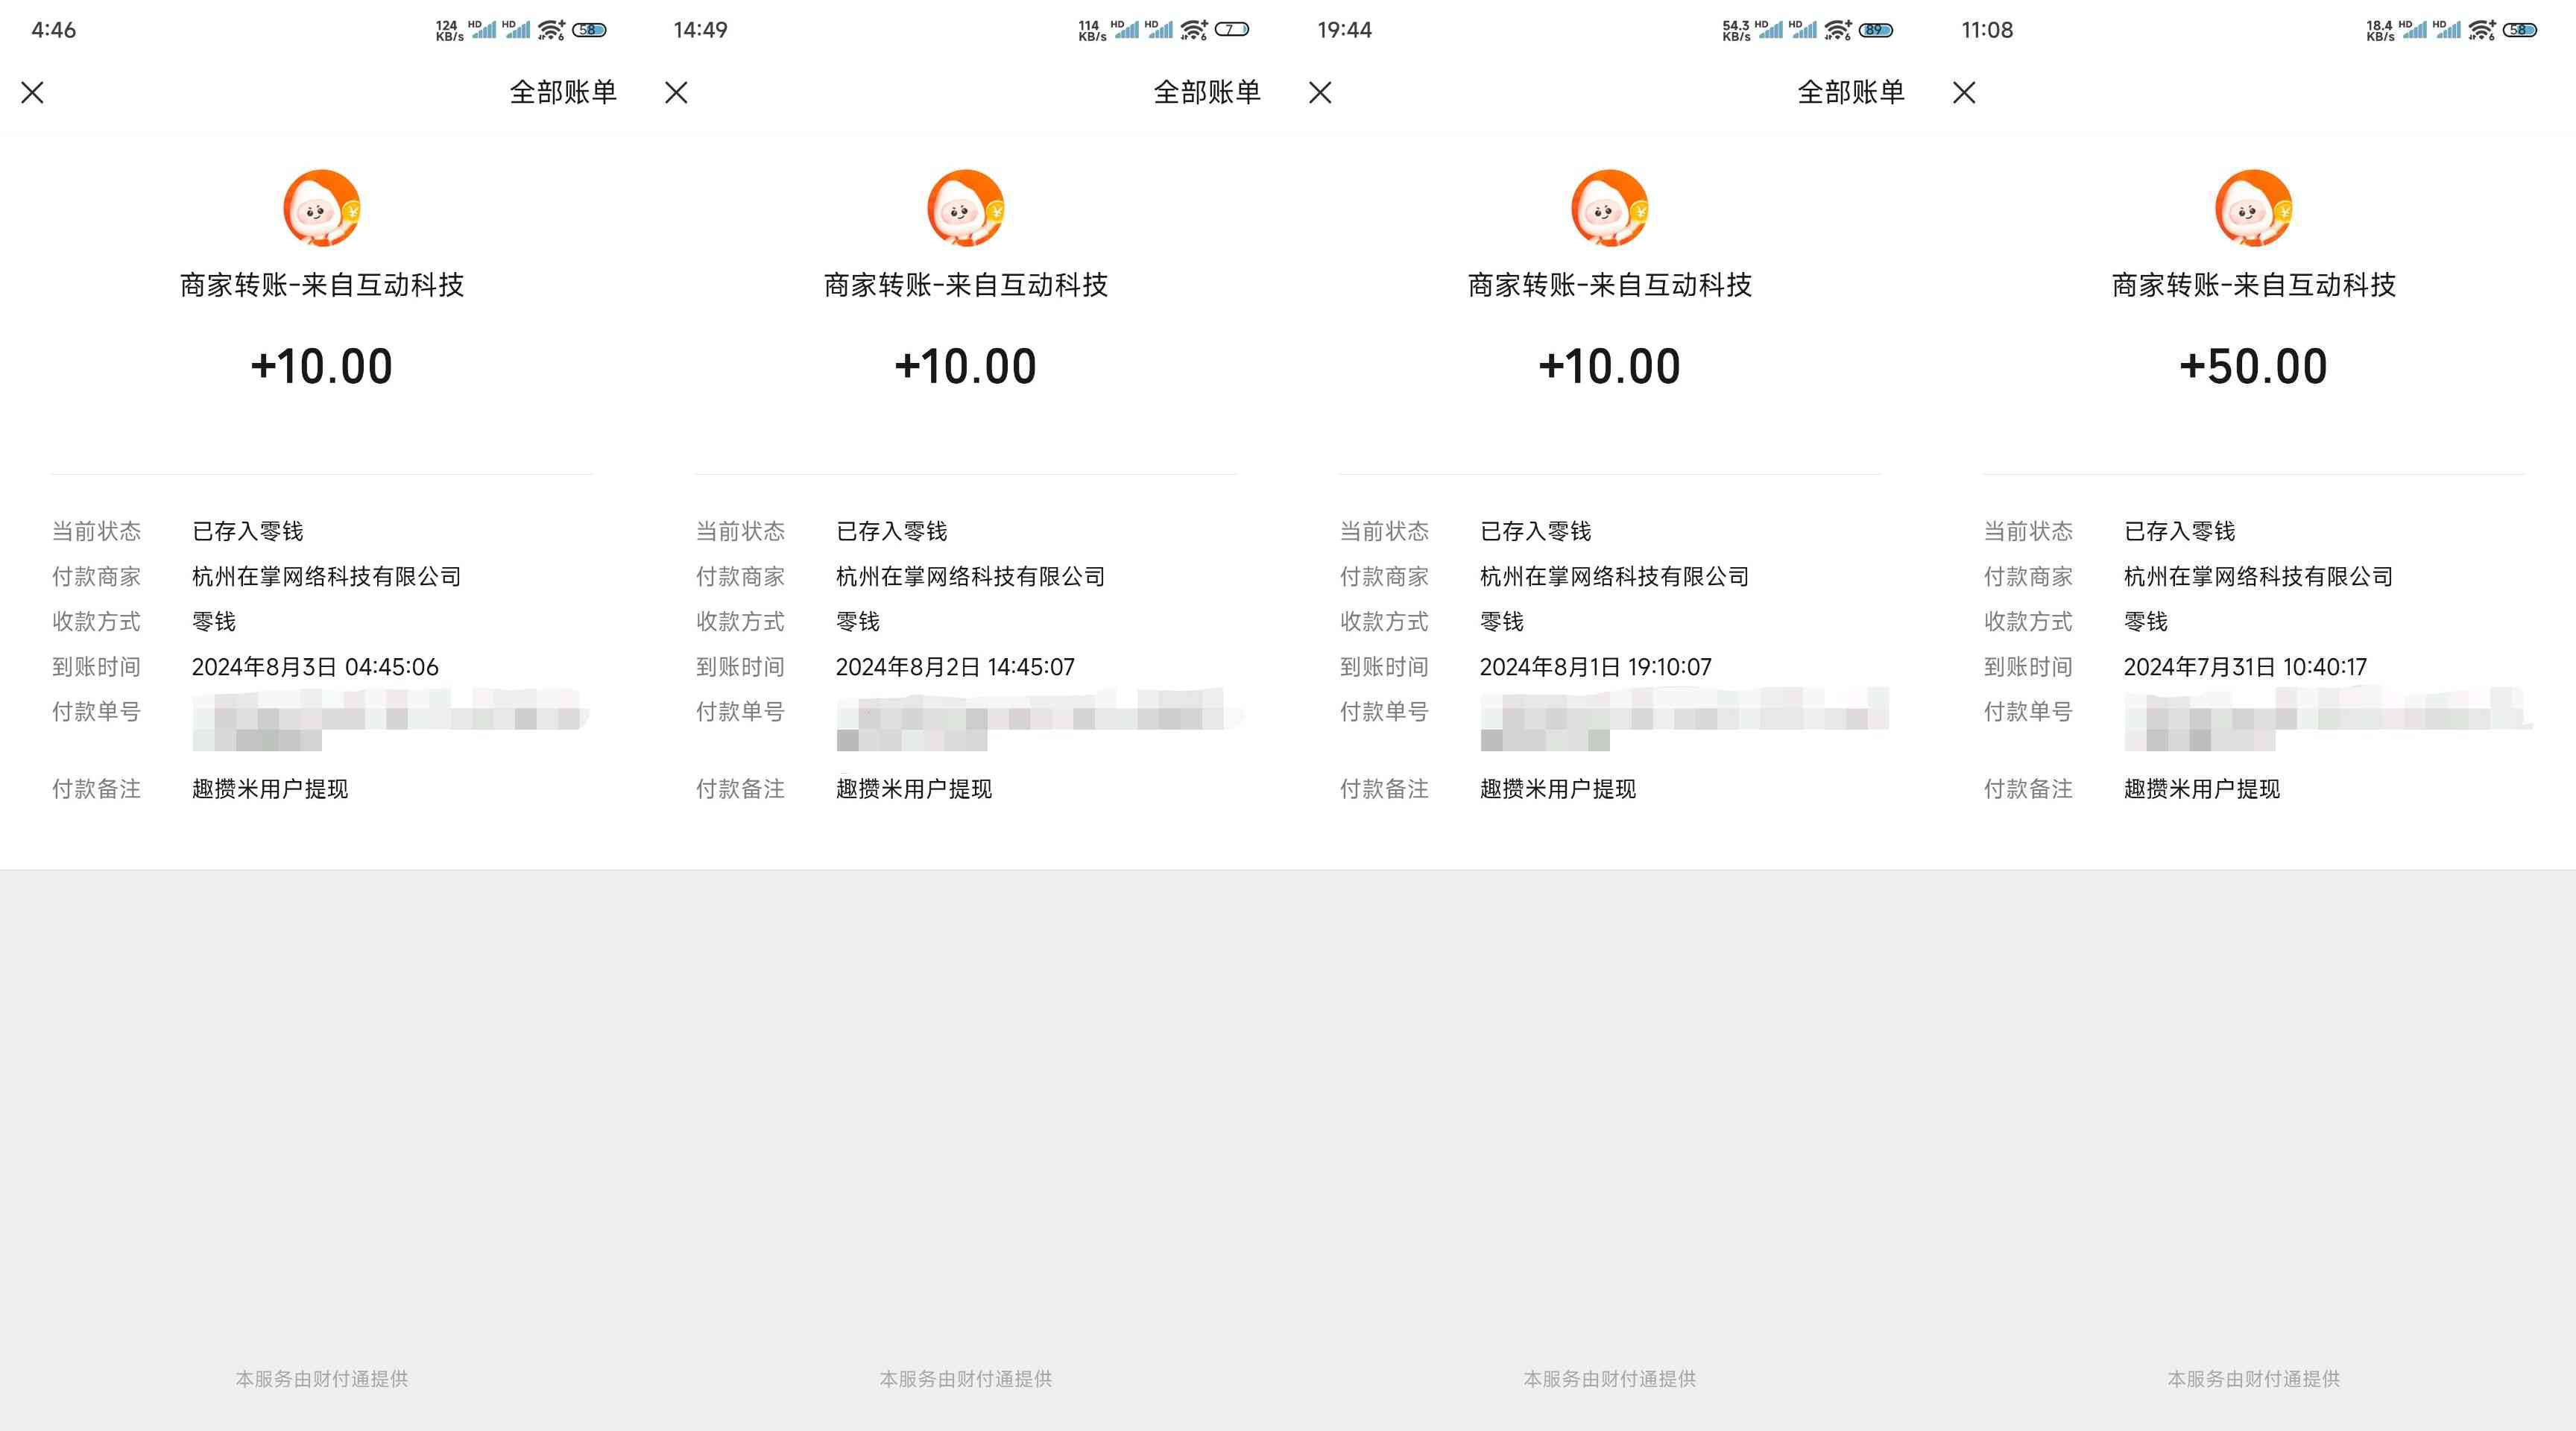 4:46 124 KB/s HD HD 6 58
全部账单
商家转账-来自互动科技
+10.00
当前状态 已存入零钱
付款商家 杭州在掌网络科技有限公司
收款方式 零钱
到账时间 2024年8月3日 04:45:06
付款单号
付款备注 趣攒米用户提现
本服务由财付通提供
14:49 114 KB/s HD HD 6 7
全部账单
商家转账-来自互动科技
+10.00
当前状态 已存入零钱
付款商家 杭州在掌网络科技有限公司
收款方式 零钱
到账时间 2024年8月2日 14:45:07
付款单号
付款备注 趣攒米用户提现
本服务由财付通提供
19:44 54.3 KB/s HD HD 6 89
全部账单
商家转账-来自互动科技
+10.00
当前状态 已存入零钱
付款商家 杭州在掌网络科技有限公司
收款方式 零钱
到账时间 2024年8月1日 19:10:07
付款单号
付款备注 趣攒米用户提现
本服务由财付通提供
11:08 18.4 KB/s HD HD 6 58
商家转账-来自互动科技
+50.00
当前状态 已存入零钱
付款商家 杭州在掌网络科技有限公司
收款方式 零钱
到账时间 2024年7月31日 10:40:17
付款单号
付款备注 趣攒米用户提现
本服务由财付通提供